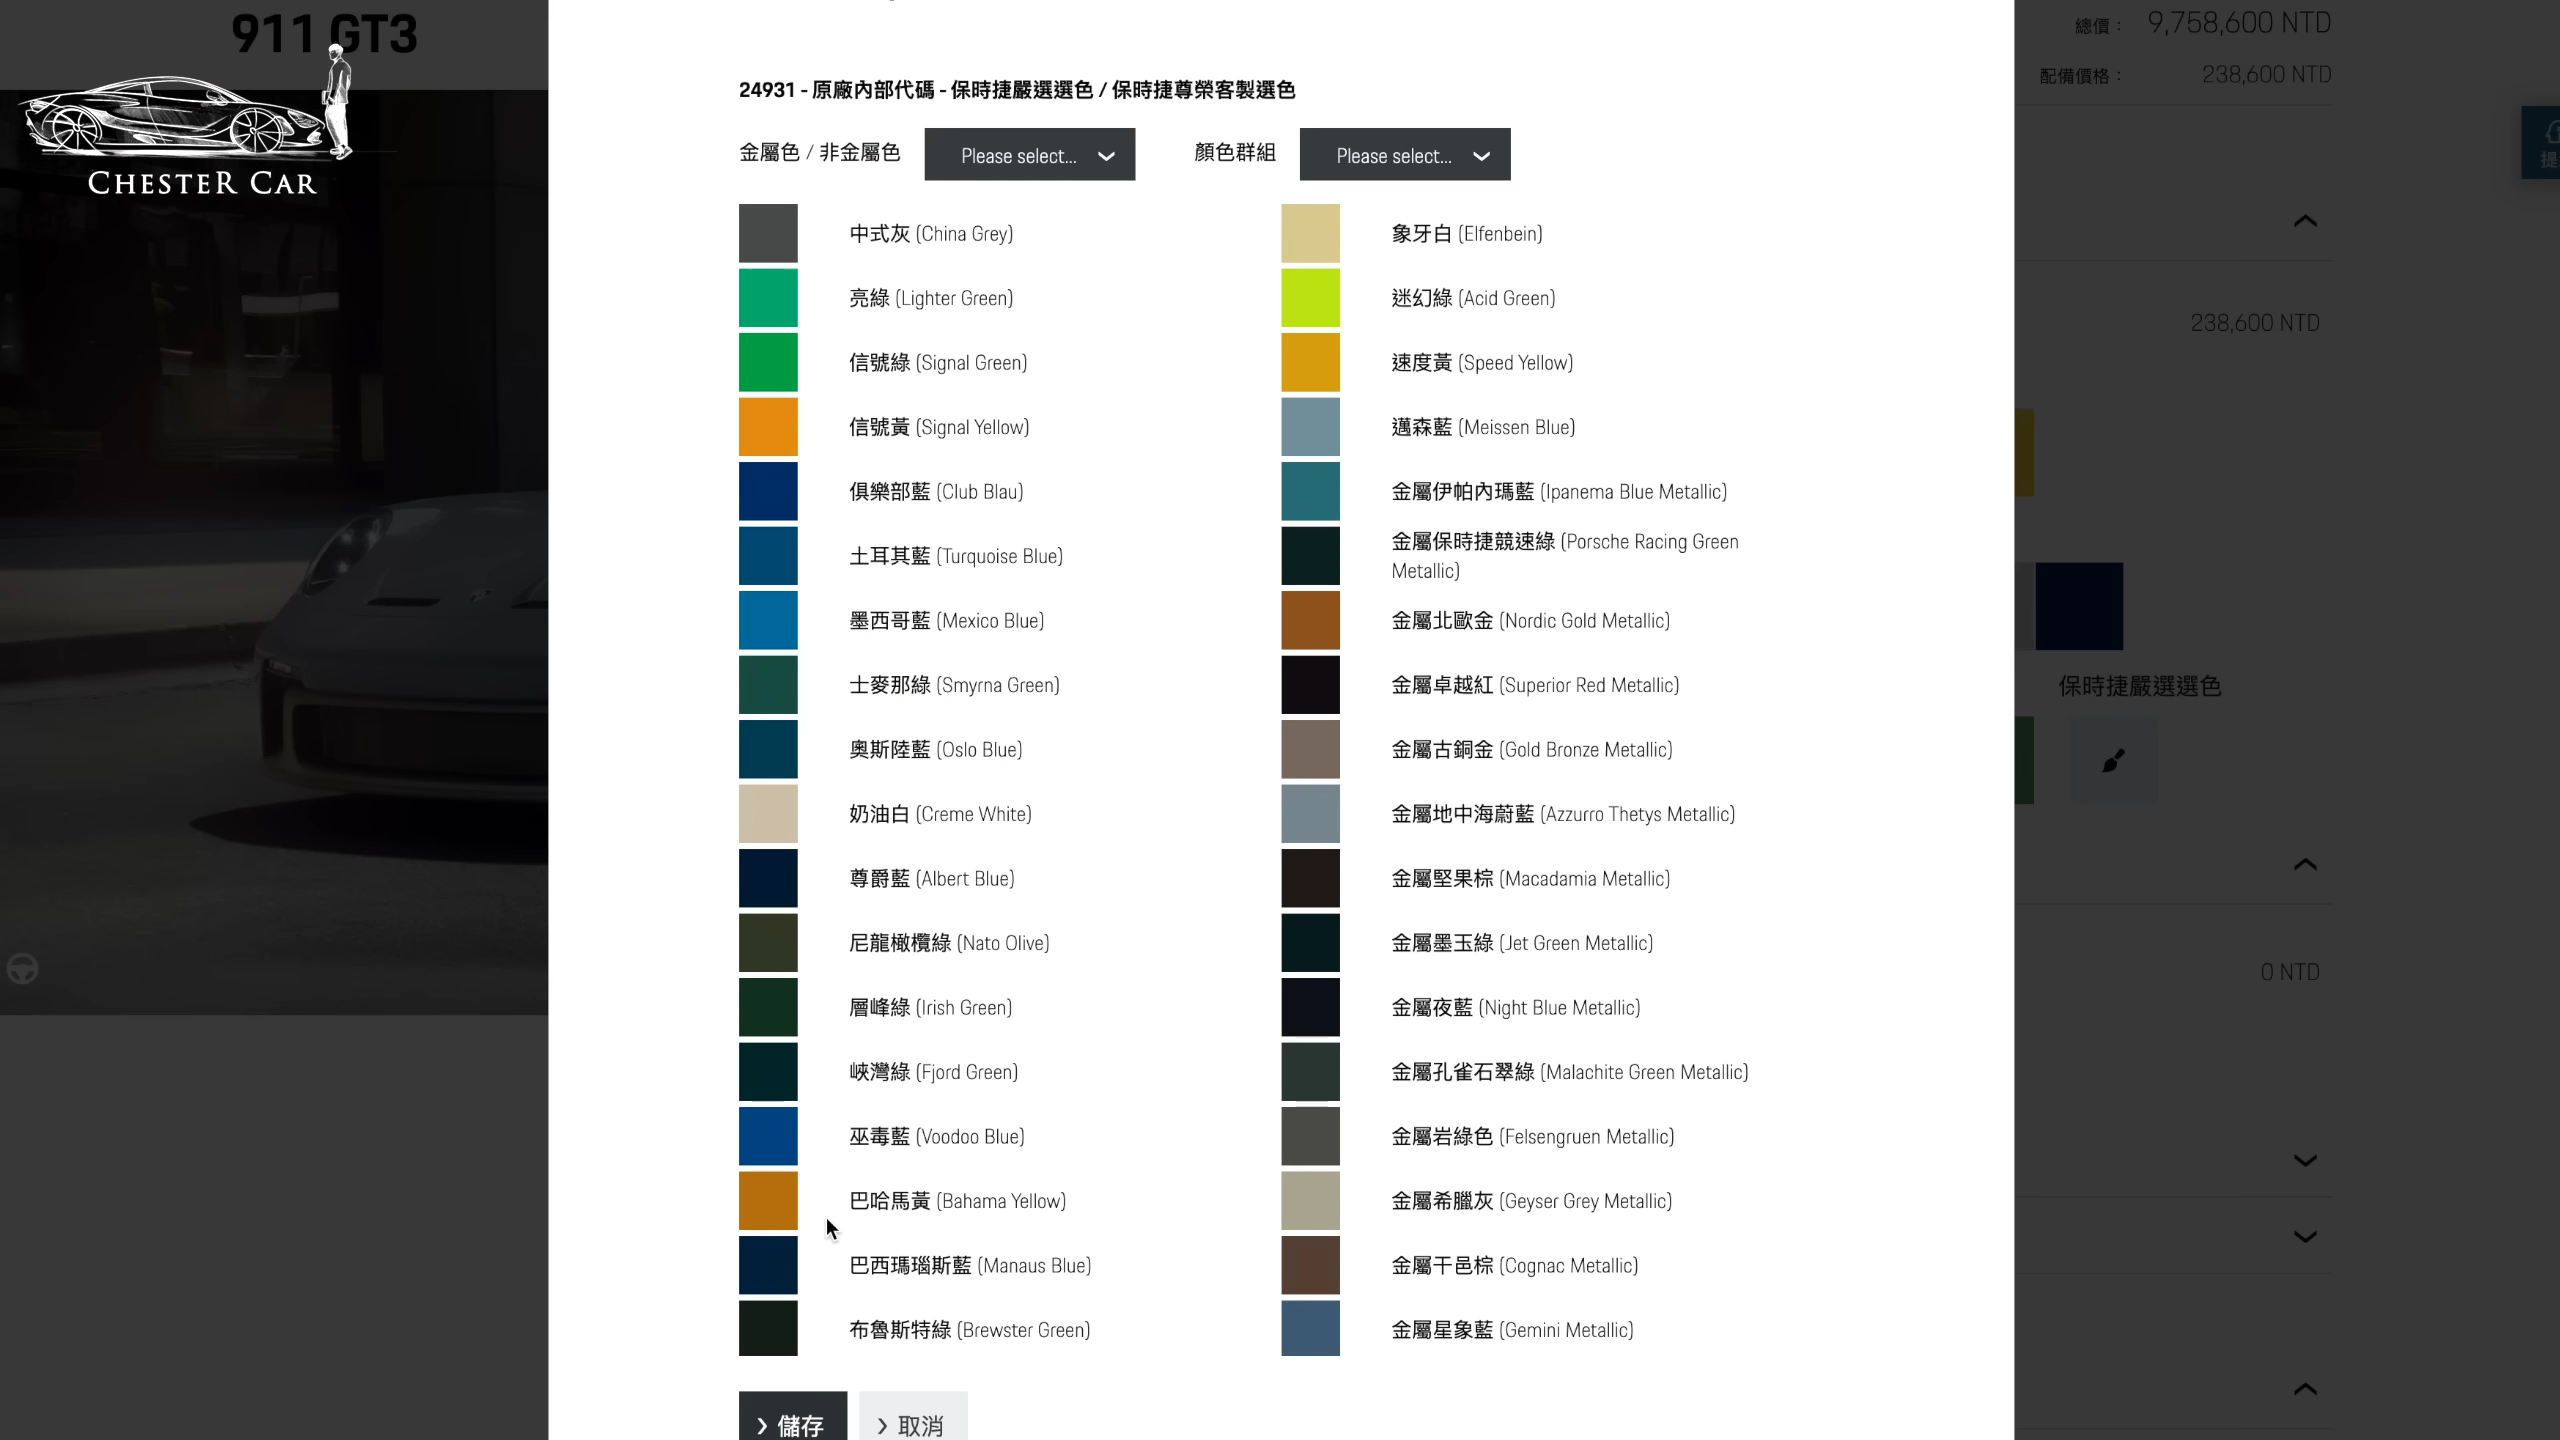 911 GT3
CHESTER CAR
總價： 9,758,600 NTD
配備價格： 238,600 NTD
24931 - 原廠內部代碼 - 保時捷嚴選選色 / 保時捷尊榮客製選色
金屬色 / 非金屬色 Please select... 顏色群組 Please select...
中式灰 (China Grey)
亮綠 (Lighter Green)
信號綠 (Signal Green)
信號黃 (Signal Yellow)
俱樂部藍 (Club Blau)
土耳其藍 (Turquoise Blue)
墨西哥藍 (Mexico Blue)
士麥那綠 (Smyrna Green)
奧斯陸藍 (Oslo Blue)
奶油白 (Creme White)
尊爵藍 (Albert Blue)
尼龍橄欖綠 (Nato Olive)
層峰綠 (Irish Green)
峽灣綠 (Fjord Green)
巫毒藍 (Voodoo Blue)
巴哈馬黃 (Bahama Yellow)
巴西瑪瑙斯藍 (Manaus Blue)
布魯斯特綠 (Brewster Green)
象牙白 (Elfenbein)
迷幻綠 (Acid Green)
速度黃 (Speed Yellow)
邁森藍 (Meissen Blue)
金屬伊帕內瑪藍 (Ipanema Blue Metallic)
金屬保時捷競速綠 (Porsche Racing Green
Metallic)
金屬北歐金 (Nordic Gold Metallic)
金屬卓越紅 (Superior Red Metallic)
金屬古銅金 (Gold Bronze Metallic)
金屬地中海蔚藍 (Azzurro Thetys Metallic)
金屬堅果棕 (Macadamia Metallic)
金屬墨玉綠 (Jet Green Metallic)
金屬夜藍 (Night Blue Metallic)
金屬孔雀石翠綠 (Malachite Green Metallic)
金屬岩綠色 (Felsengruen Metallic)
金屬希臘灰 (Geyser Grey Metallic)
金屬干邑棕 (Cognac Metallic)
金屬星象藍 (Gemini Metallic)
儲存 取消
238,600 NTD
保時捷嚴選選色
0 NTD